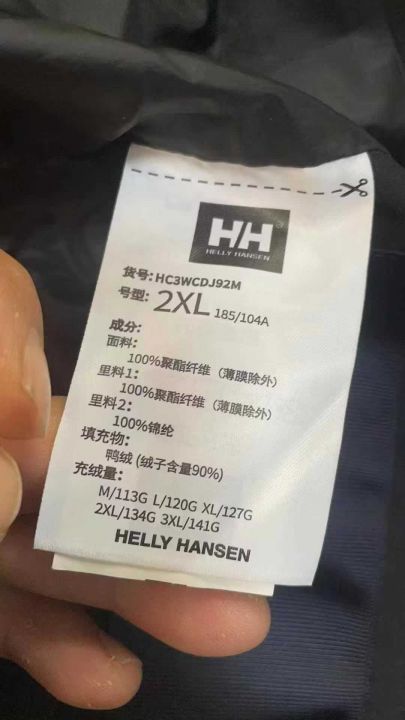 HH
HELLY HANSEN
货号: HC3WCDJ92M
号型: 2XL 185/104A
成分:
面料:
100%聚酯纤维（薄膜除外）
里料1:
100%聚酯纤维（薄膜除外）
里料2:
100%锦纶
填充物:
鸭绒 (绒子含量90%)
充绒量:
M/113G L/120G XL/127G
2XL/134G 3XL/141G
HELLY HANSEN